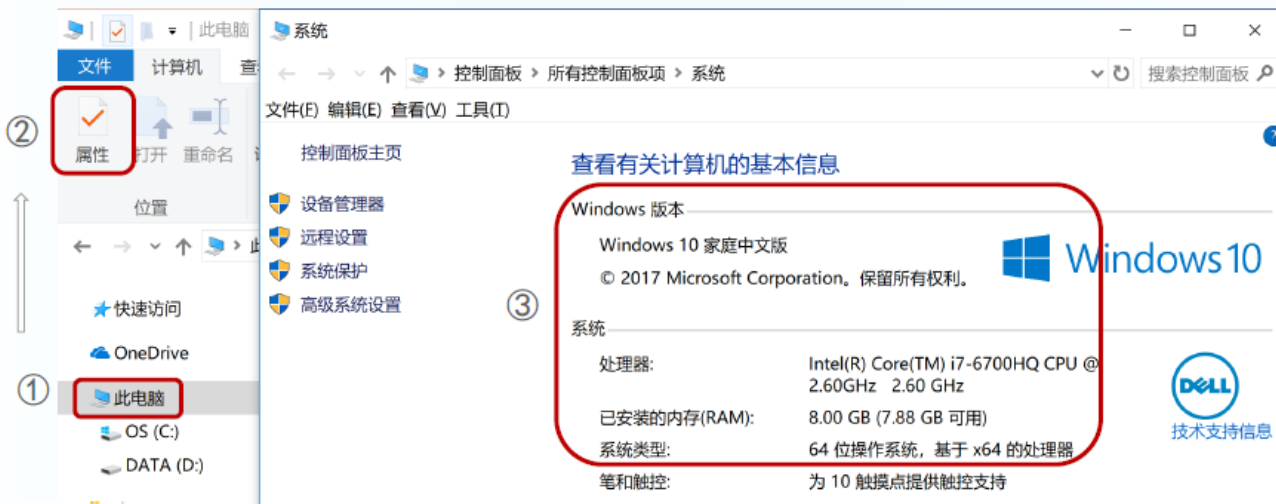 此电脑
文件 计算机 查
②
属性 打开 重命名
位置
快速访问
OneDrive
①
此电脑
OS (C:)
DATA (D:)
系统
控制面板 › 所有控制面板项 › 系统
搜索控制面板
文件(F) 编辑(E) 查看(V) 工具(T)
控制面板主页
设备管理器
远程设置
系统保护
高级系统设置
查看有关计算机的基本信息
③
Windows 版本
Windows 10 家庭中文版
© 2017 Microsoft Corporation。保留所有权利。
Windows 10
系统
处理器: Intel(R) Core(TM) i7-6700HQ CPU @
2.60GHz 2.60 GHz
已安装的内存(RAM): 8.00 GB (7.88 GB 可用)
系统类型: 64 位操作系统，基于 x64 的处理器
笔和触控: 为 10 触摸点提供触控支持
DELL
技术支持信息